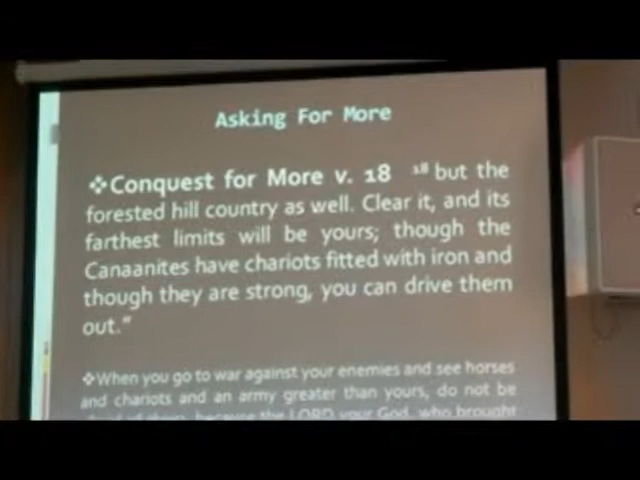 Asking For More
❖Conquest for More v. 18 18 but the
forested hill country as well. Clear it, and its
farthest limits will be yours; though the
Canaanites have chariots fitted with iron and
though they are strong, you can drive them
out.”
❖When you go to war against your enemies and see horses
and chariots and an army greater than yours, do not be
because the LORD your God, who brought